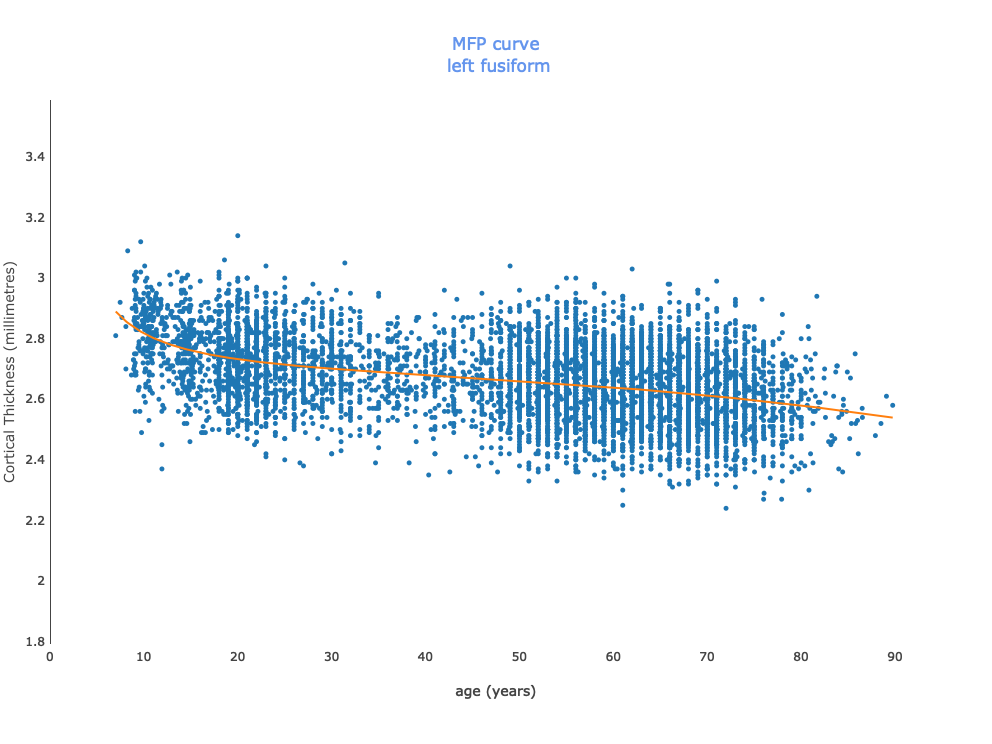 MFP curve
left fusiform
Cortical Thickness (millimetres)
3.4
3.2
3
2.8
2.6
2.4
2.2
2
1.8
0 10 20 30 40 50 60 70 80 90
age (years)